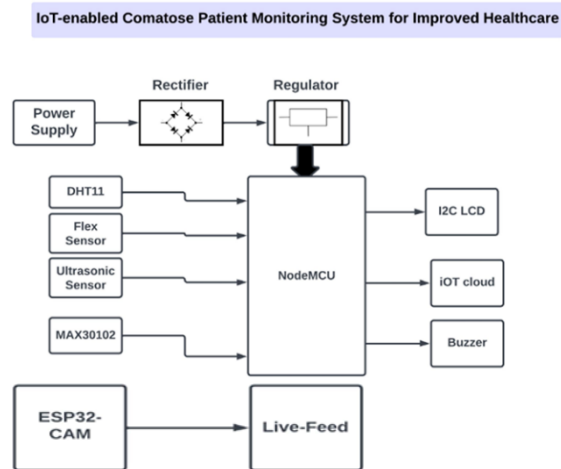 IoT-enabled Comatose Patient Monitoring System for Improved Healthcare
Rectifier
Regulator
Power
Supply
DHT11
Flex
Sensor
Ultrasonic
Sensor
MAX30102
NodeMCU
I2C LCD
iOT cloud
Buzzer
ESP32-
CAM
Live-Feed